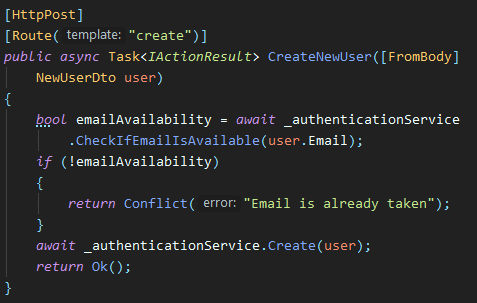 [HttpPost]
[Route( template: "create")]
public async Task<IActionResult> CreateNewUser([FromBody]
    NewUserDto user)
{
    bool emailAvailability = await _authenticationService
        .CheckIfEmailIsAvailable(user.Email);
    if (!emailAvailability)
    {
        return Conflict( error: "Email is already taken");
    }
    await _authenticationService.Create(user);
    return Ok();
}